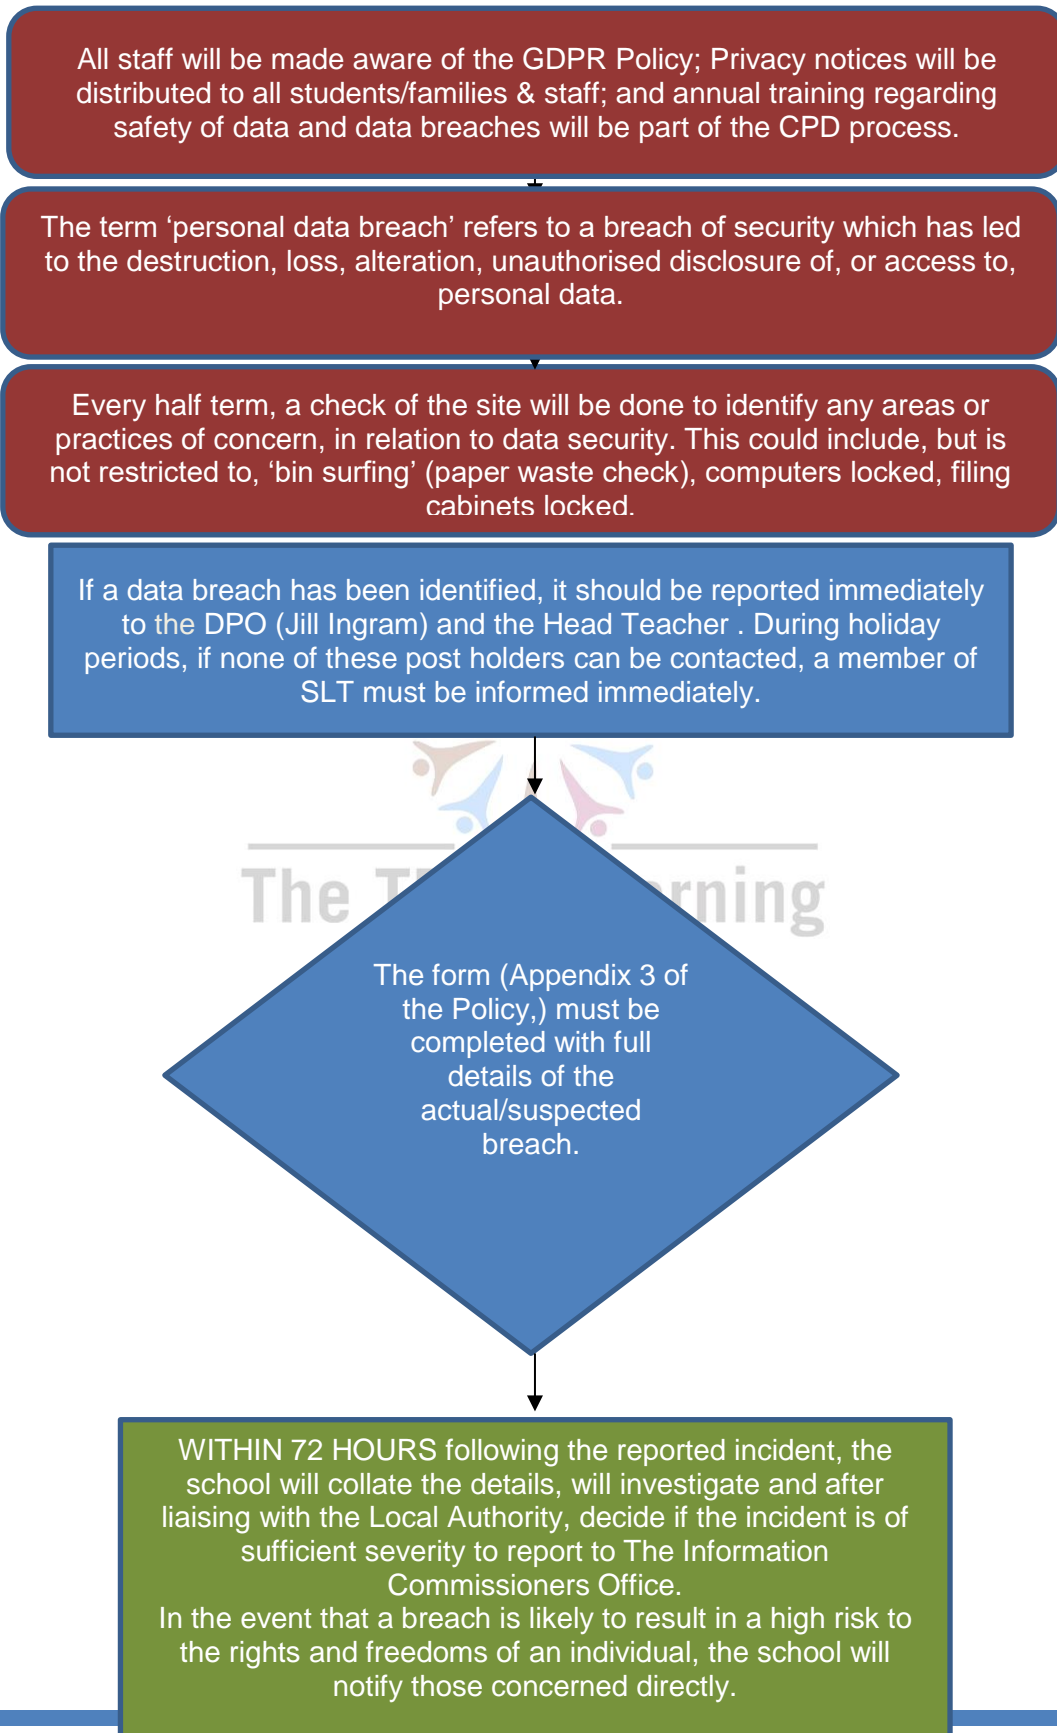 All staff will be made aware of the GDPR Policy; Privacy notices will be
distributed to all students/families & staff; and annual training regarding
safety of data and data breaches will be part of the CPD process.
The term ‘personal data breach’ refers to a breach of security which has led
to the destruction, loss, alteration, unauthorised disclosure of, or access to,
personal data.
Every half term, a check of the site will be done to identify any areas or
practices of concern, in relation to data security. This could include, but is
not restricted to, ‘bin surfing’ (paper waste check), computers locked, filing
cabinets locked.
If a data breach has been identified, it should be reported immediately
to the DPO (Jill Ingram) and the Head Teacher . During holiday
periods, if none of these post holders can be contacted, a member of
SLT must be informed immediately.
The
The form (Appendix 3 of
the Policy,) must be
completed with full
details of the
actual/suspected
breach.
WITHIN 72 HOURS following the reported incident, the
school will collate the details, will investigate and after
liaising with the Local Authority, decide if the incident is of
sufficient severity to report to The Information
Commissioners Office.
In the event that a breach is likely to result in a high risk to
the rights and freedoms of an individual, the school will
notify those concerned directly.